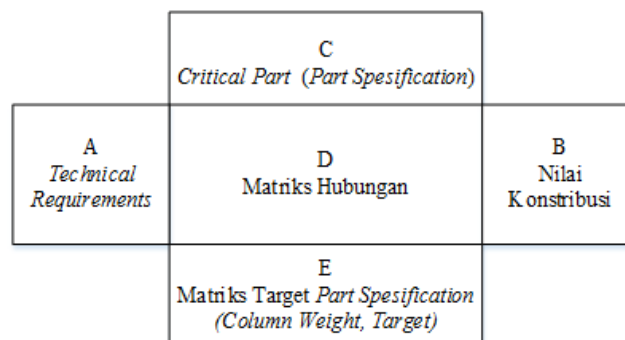 C
Critical Part (Part Spesification)
A
Technical
Requirements
D
Matriks Hubungan
B
Nilai
Konstribusi
E
Matriks Target Part Spesification
(Column Weight, Target)